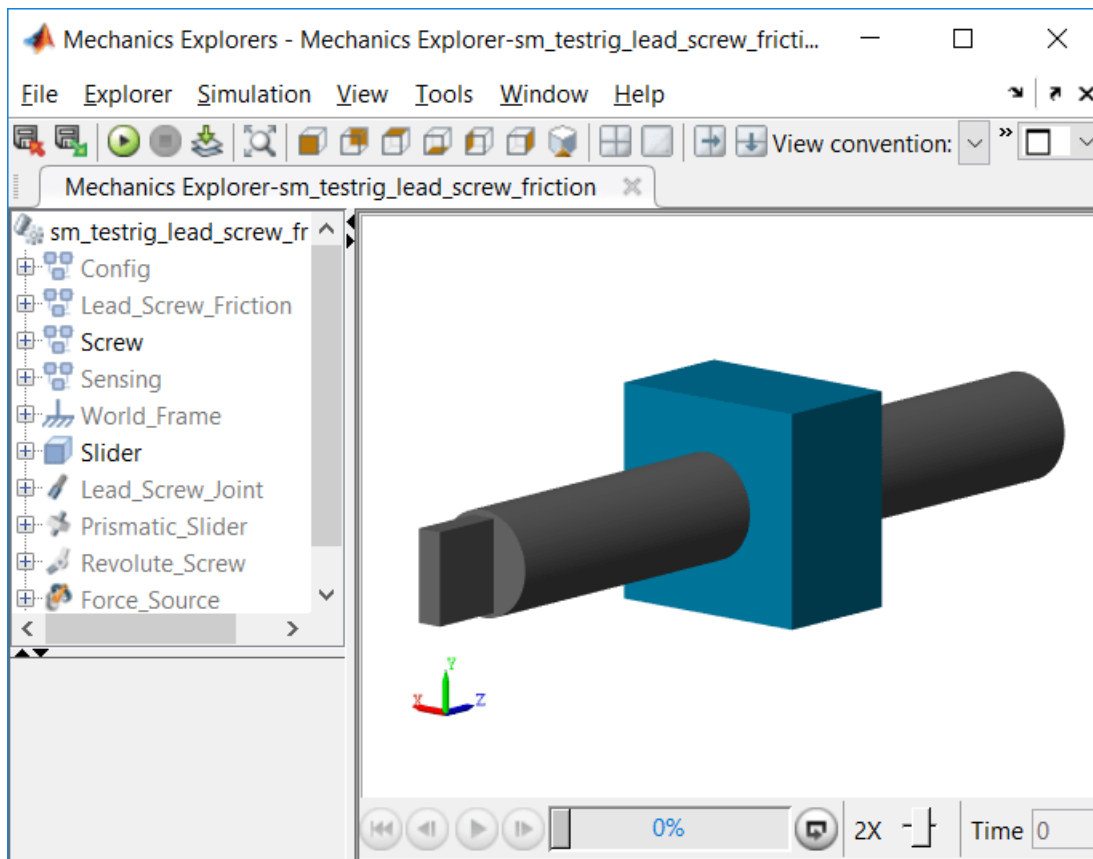 Mechanics Explorers - Mechanics Explorer-sm_testrig_lead_screw_fricti...
File Explorer Simulation View Tools Window Help
View convention: »
Mechanics Explorer-sm_testrig_lead_screw_friction
sm_testrig_lead_screw_fr
Config
Lead_Screw_Friction
Screw
Sensing
World_Frame
Slider
Lead_Screw_Joint
Prismatic_Slider
Revolute_Screw
Force_Source
Y
X Z
0% 2X Time 0